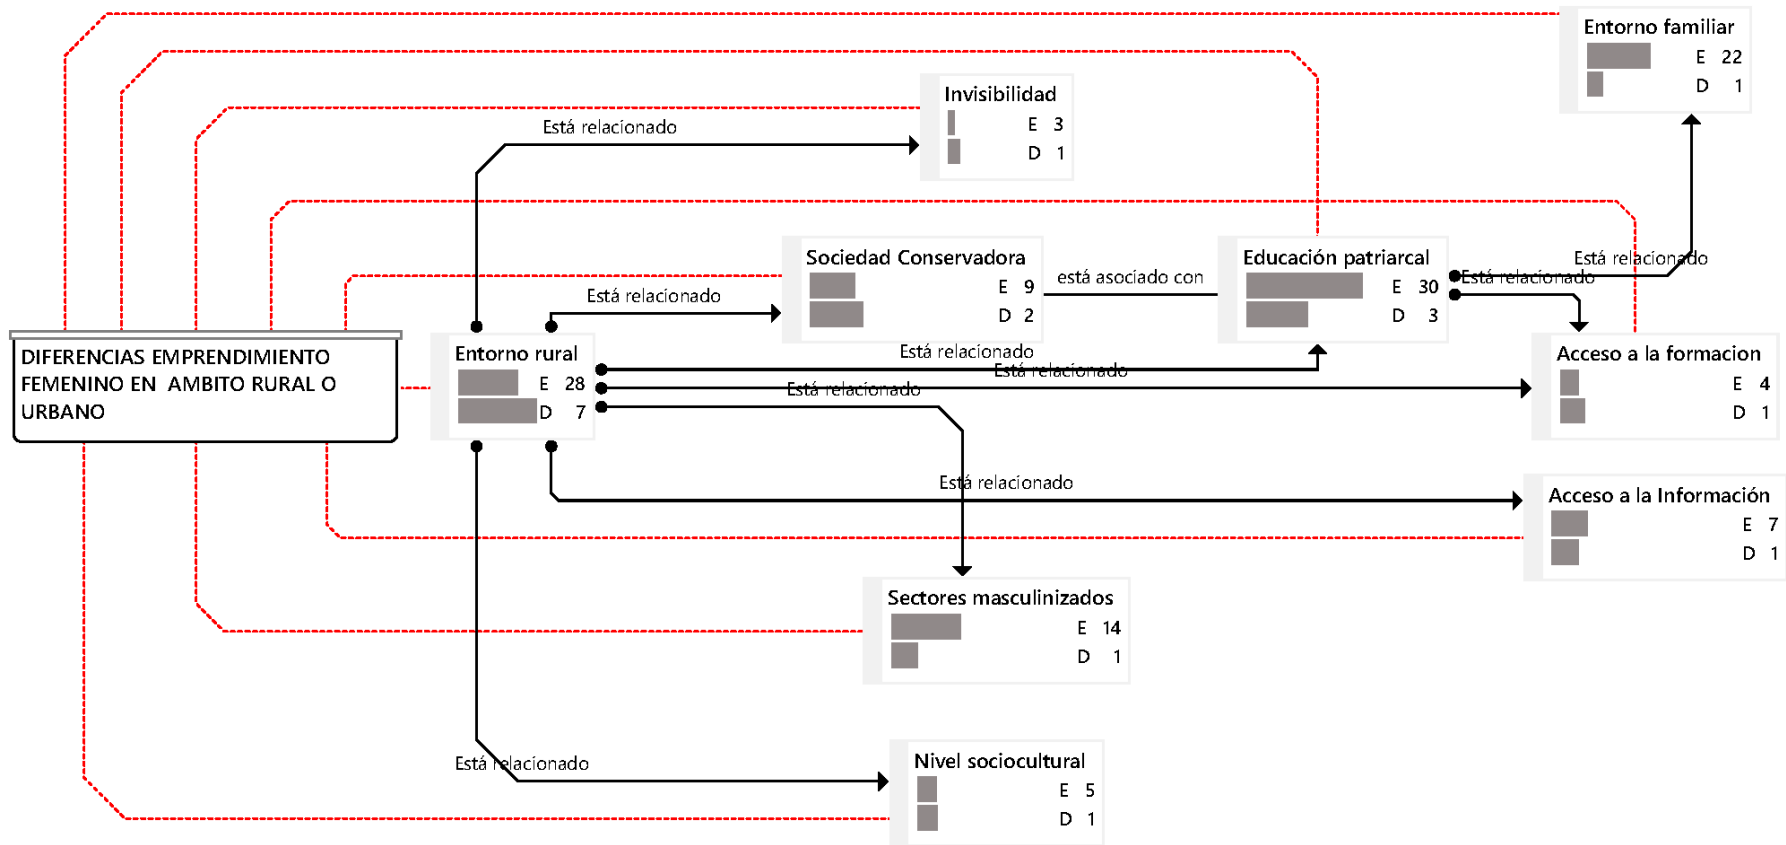 Entorno familiar
E 22
D 1
Invisibilidad
E 3
D 1
Está relacionado
Sociedad Conservadora
E 9
D 2
está asociado con
Educación patriarcal
E 30
D 3
Está relacionado
Está relacionado
Está relacionado
DIFERENCIAS EMPRENDIMIENTO
FEMENINO EN AMBITO RURAL O
URBANO
Entorno rural
E 28
D 7
Está relacionado
Está relacionado
Está relacionado
Acceso a la formacion
E 4
D 1
Está relacionado
Acceso a la Información
E 7
D 1
Sectores masculinizados
E 14
D 1
Está relacionado
Nivel sociocultural
E 5
D 1